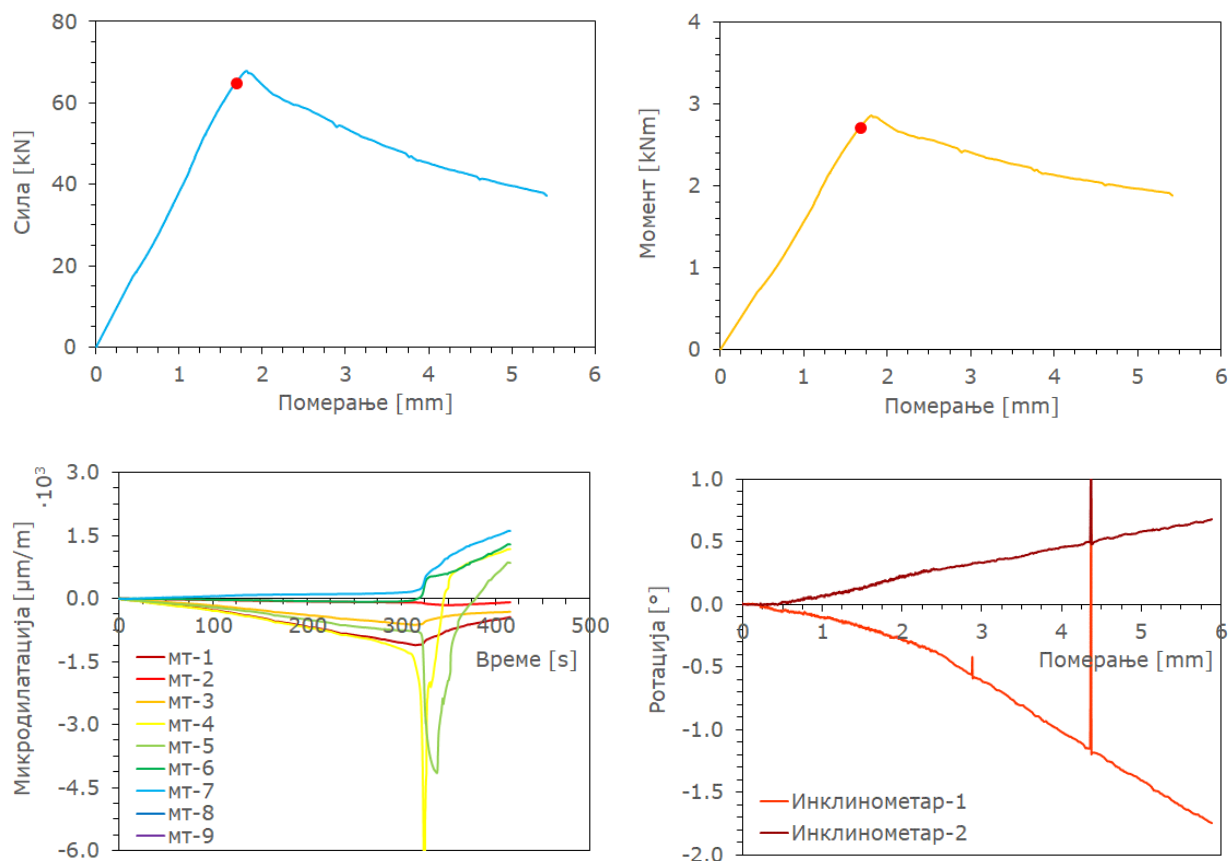 80
60
40
20
0
Сила [kN]
0 1 2 3 4 5 6
Померање [mm]
4
3
2
1
0
Момент [kNm]
0 1 2 3 4 5 6
Померање [mm]
3.0
1.5
0.0
-1.5
-3.0
-4.5
-6.0
·10³
Микродилатација [µm/m]
0 100 200 300 400 500
Време [s]
мт-1
мт-2
мт-3
мт-4
мт-5
мт-6
мт-7
мт-8
мт-9
1.0
0.5
0.0
-0.5
-1.0
-1.5
-2.0
Ротација [°]
0 1 2 3 4 5 6
Померање [mm]
Инклинометар-1
Инклинометар-2